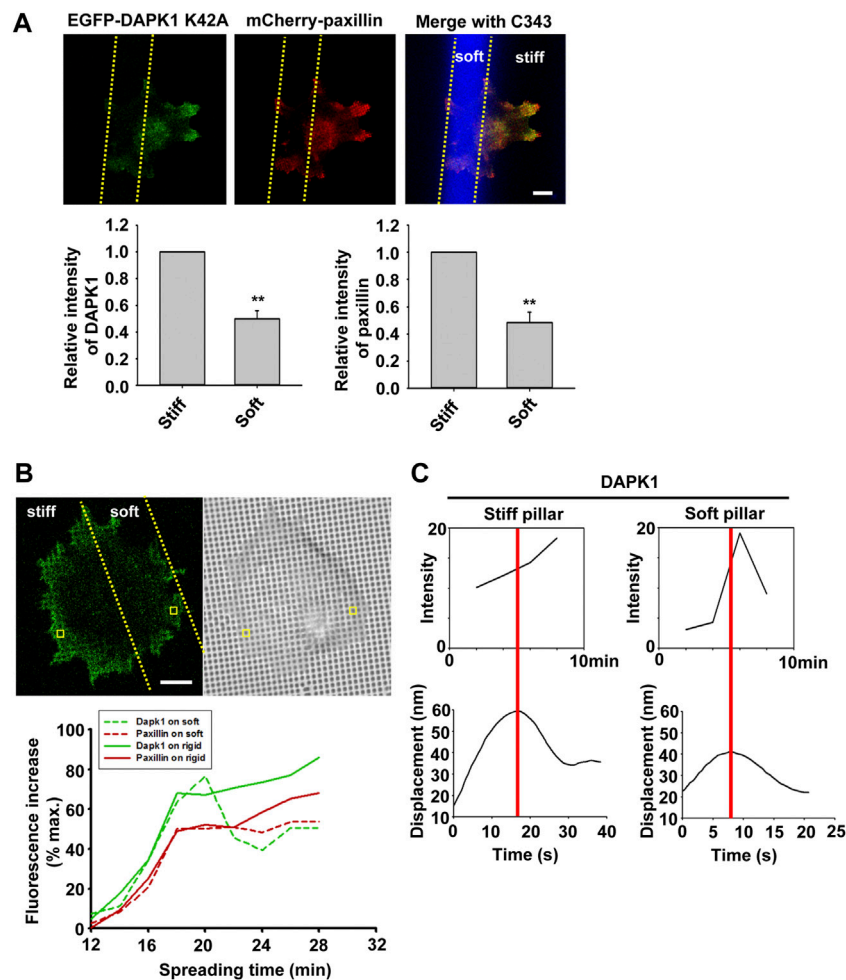 A
EGFP-DAPK1 K42A
mCherry-paxillin
Merge with C343
soft
stiff
Relative intensity
of DAPK1
1.2
1.0
0.8
0.6
0.4
0.2
0.0
**
Stiff
Soft
Relative intensity
of paxillin
1.2
1.0
0.8
0.6
0.4
0.2
0.0
**
Stiff
Soft
B
stiff
soft
Fluorescence increase
(% max.)
100
80
60
40
20
0
Dapk1 on soft
Paxillin on soft
Dapk1 on rigid
Paxillin on rigid
12
16
20
24
28
32
Spreading time (min)
C
DAPK1
Stiff pillar
Intensity
20
10
0
0
10min
Displacement (nm)
60
50
40
30
20
10
0
10
20
30
40
Time (s)
Soft pillar
Intensity
20
10
0
0
10min
Displacement (nm)
60
50
40
30
20
10
0
5
10
15
20
25
Time (s)